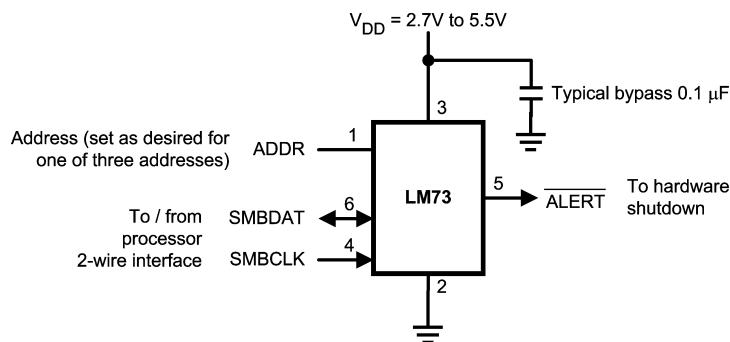 V_DD = 2.7V to 5.5V
Typical bypass 0.1 μF
3
Address (set as desired for
one of three addresses)
ADDR
1
LM73
5
ALERT
To hardware
shutdown
To / from
processor
2-wire interface
SMBDAT
6
SMBCLK
4
2